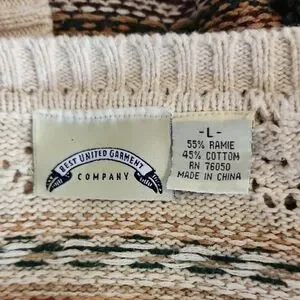 BEST UNITED GARMENT
COMPANY
-L-
55% RAMIE
45% COTTON
RN 76050
MADE IN CHINA